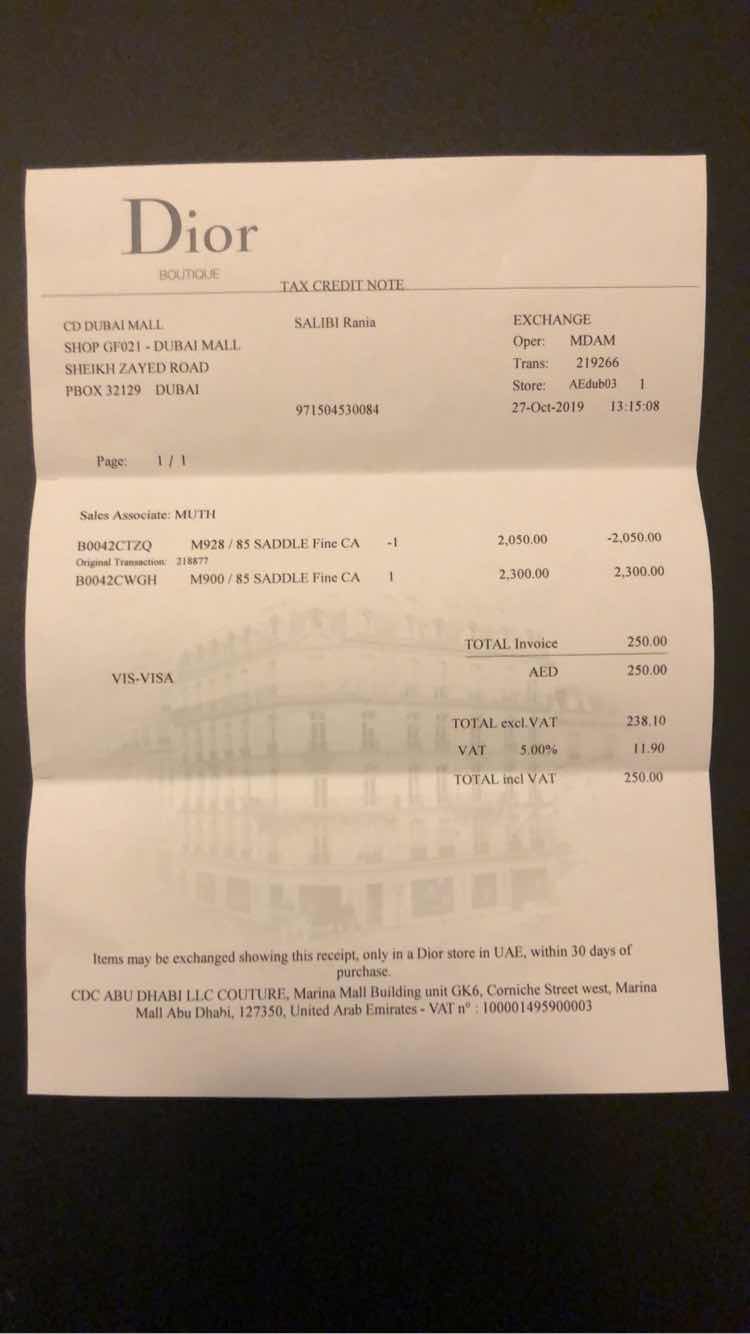 Dior
BOUTIQUE
TAX CREDIT NOTE
CD DUBAI MALL
SHOP GF021 - DUBAI MALL
SHEIKH ZAYED ROAD
PBOX 32129 DUBAI
SALIBI Rania
971504530084
EXCHANGE
Oper: MDAM
Trans: 219266
Store: AEdub03 1
27-Oct-2019 13:15:08
Page: 1 / 1
Sales Associate: MUTH
B0042CTZQ M928 / 85 SADDLE Fine CA -1 2,050.00 -2,050.00
Original Transaction: 218877
B0042CWGH M900 / 85 SADDLE Fine CA 1 2,300.00 2,300.00
TOTAL Invoice 250.00
VIS-VISA AED 250.00
TOTAL excl.VAT 238.10
VAT 5.00% 11.90
TOTAL incl VAT 250.00
Items may be exchanged showing this receipt, only in a Dior store in UAE, within 30 days of
purchase.
CDC ABU DHABI LLC COUTURE, Marina Mall Building unit GK6, Corniche Street west, Marina
Mall Abu Dhabi, 127350, United Arab Emirates - VAT n° : 100001495900003